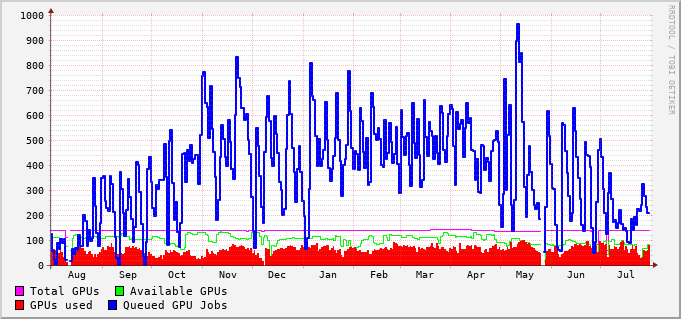 1000
900
800
700
600
500
400
300
200
100
0
Aug Sep Oct Nov Dec Jan Feb Mar Apr May Jun Jul
Total GPUs Available GPUs
GPUs used Queued GPU Jobs
RRDTOOL / TOBI OETIKER